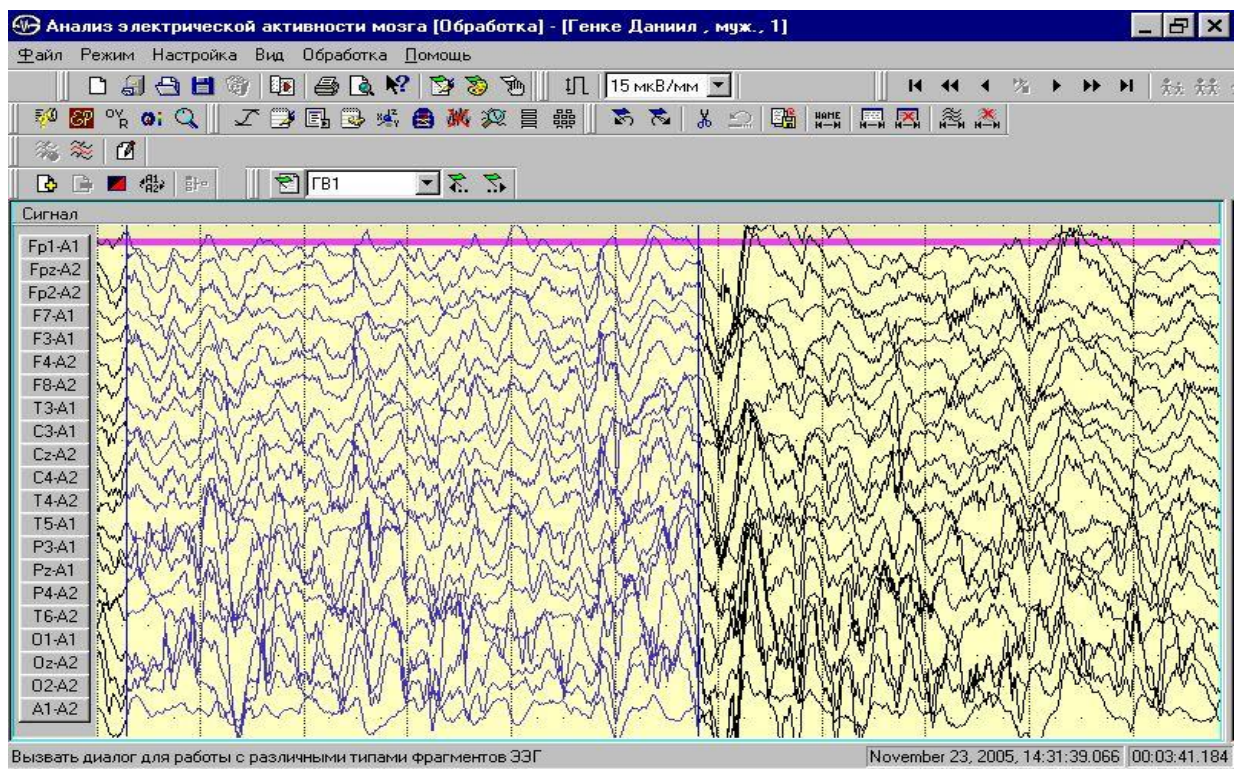 Анализ электрической активности мозга [Обработка] - [Генке Даниил , муж., 1]
Файл Режим Настройка Вид Обработка Помощь
15 мкВ/мм
ГВ1
Сигнал
Fp1-A1
Fpz-A2
Fp2-A2
F7-A1
F3-A1
F4-A2
F8-A2
T3-A1
C3-A1
Cz-A2
C4-A2
T4-A2
T5-A1
P3-A1
Pz-A1
P4-A2
T6-A2
O1-A1
Oz-A2
O2-A2
A1-A2
Вызвать диалог для работы с различными типами фрагментов ЭЭГ November 23, 2005, 14:31:39.066 00:03:41.184